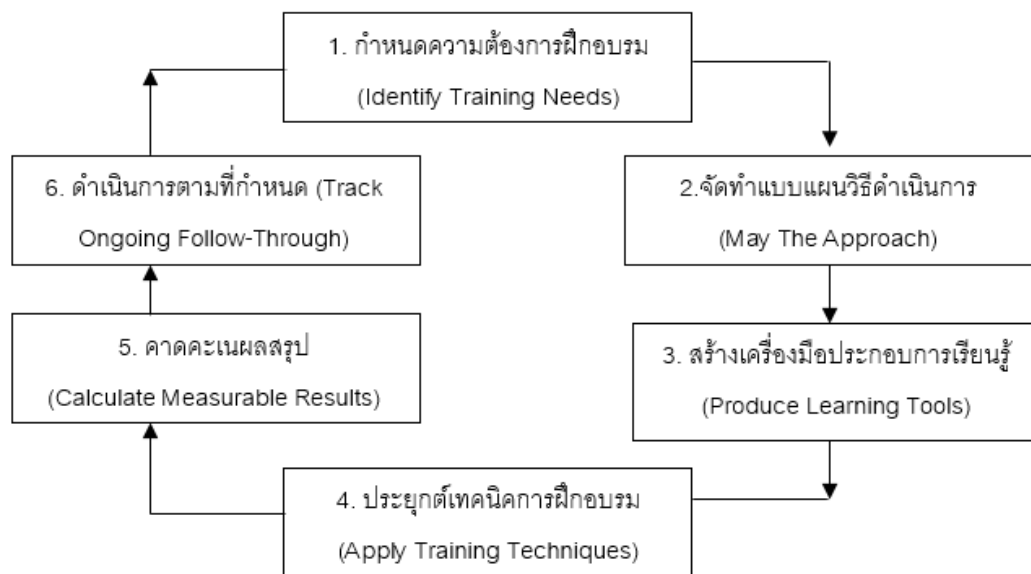 1. กำหนดความต้องการฝึกอบรม
(Identify Training Needs)
2.จัดทำแบบแผนวิธีดำเนินการ
(May The Approach)
3. สร้างเครื่องมือประกอบการเรียนรู้
(Produce Learning Tools)
4. ประยุกต์เทคนิคการฝึกอบรม
(Apply Training Techniques)
5. คาดคะเนผลสรุป
(Calculate Measurable Results)
6. ดำเนินการตามที่กำหนด (Track
Ongoing Follow-Through)